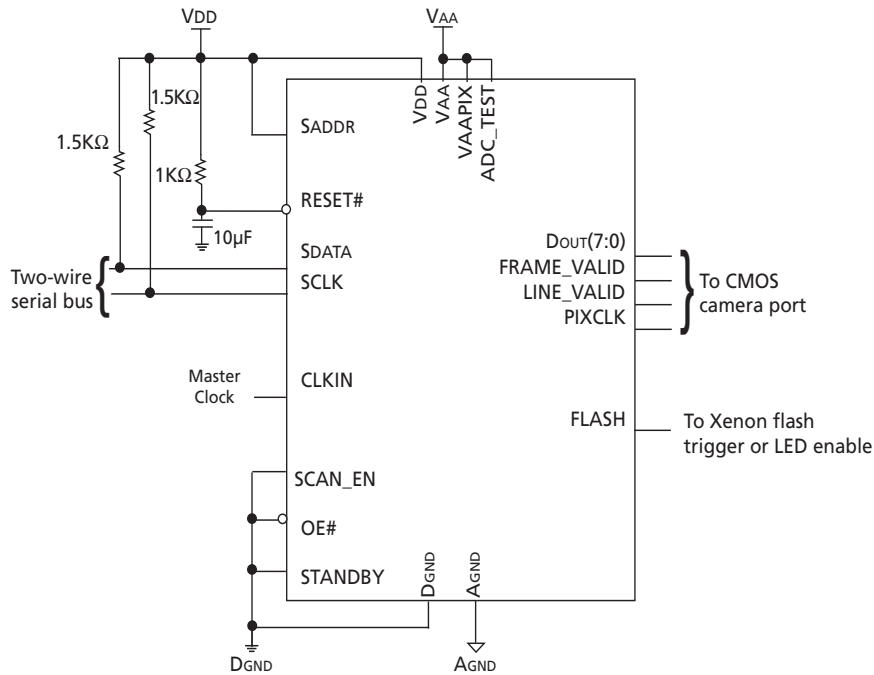 VDD
VAA
VDD
VAA
VAAPIX
ADC_TEST
1.5KΩ
1.5KΩ
1KΩ
10µF
SADDR
RESET#
SDATA
SCLK
Two-wire
serial bus
{
Master
Clock
CLKIN
SCAN_EN
OE#
STANDBY
DGND
AGND
DOUT(7:0)
FRAME_VALID
LINE_VALID
PIXCLK
}
To CMOS
camera port
FLASH
To Xenon flash
trigger or LED enable
DGND
AGND